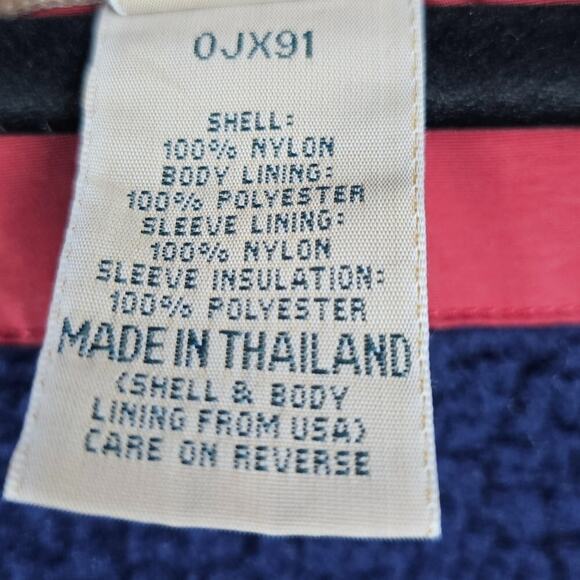 0JX91
SHELL:
100% NYLON
BODY LINING:
100% POLYESTER
SLEEVE LINING:
100% NYLON
SLEEVE INSULATION:
100% POLYESTER
MADE IN THAILAND
(SHELL & BODY
LINING FROM USA)
CARE ON REVERSE